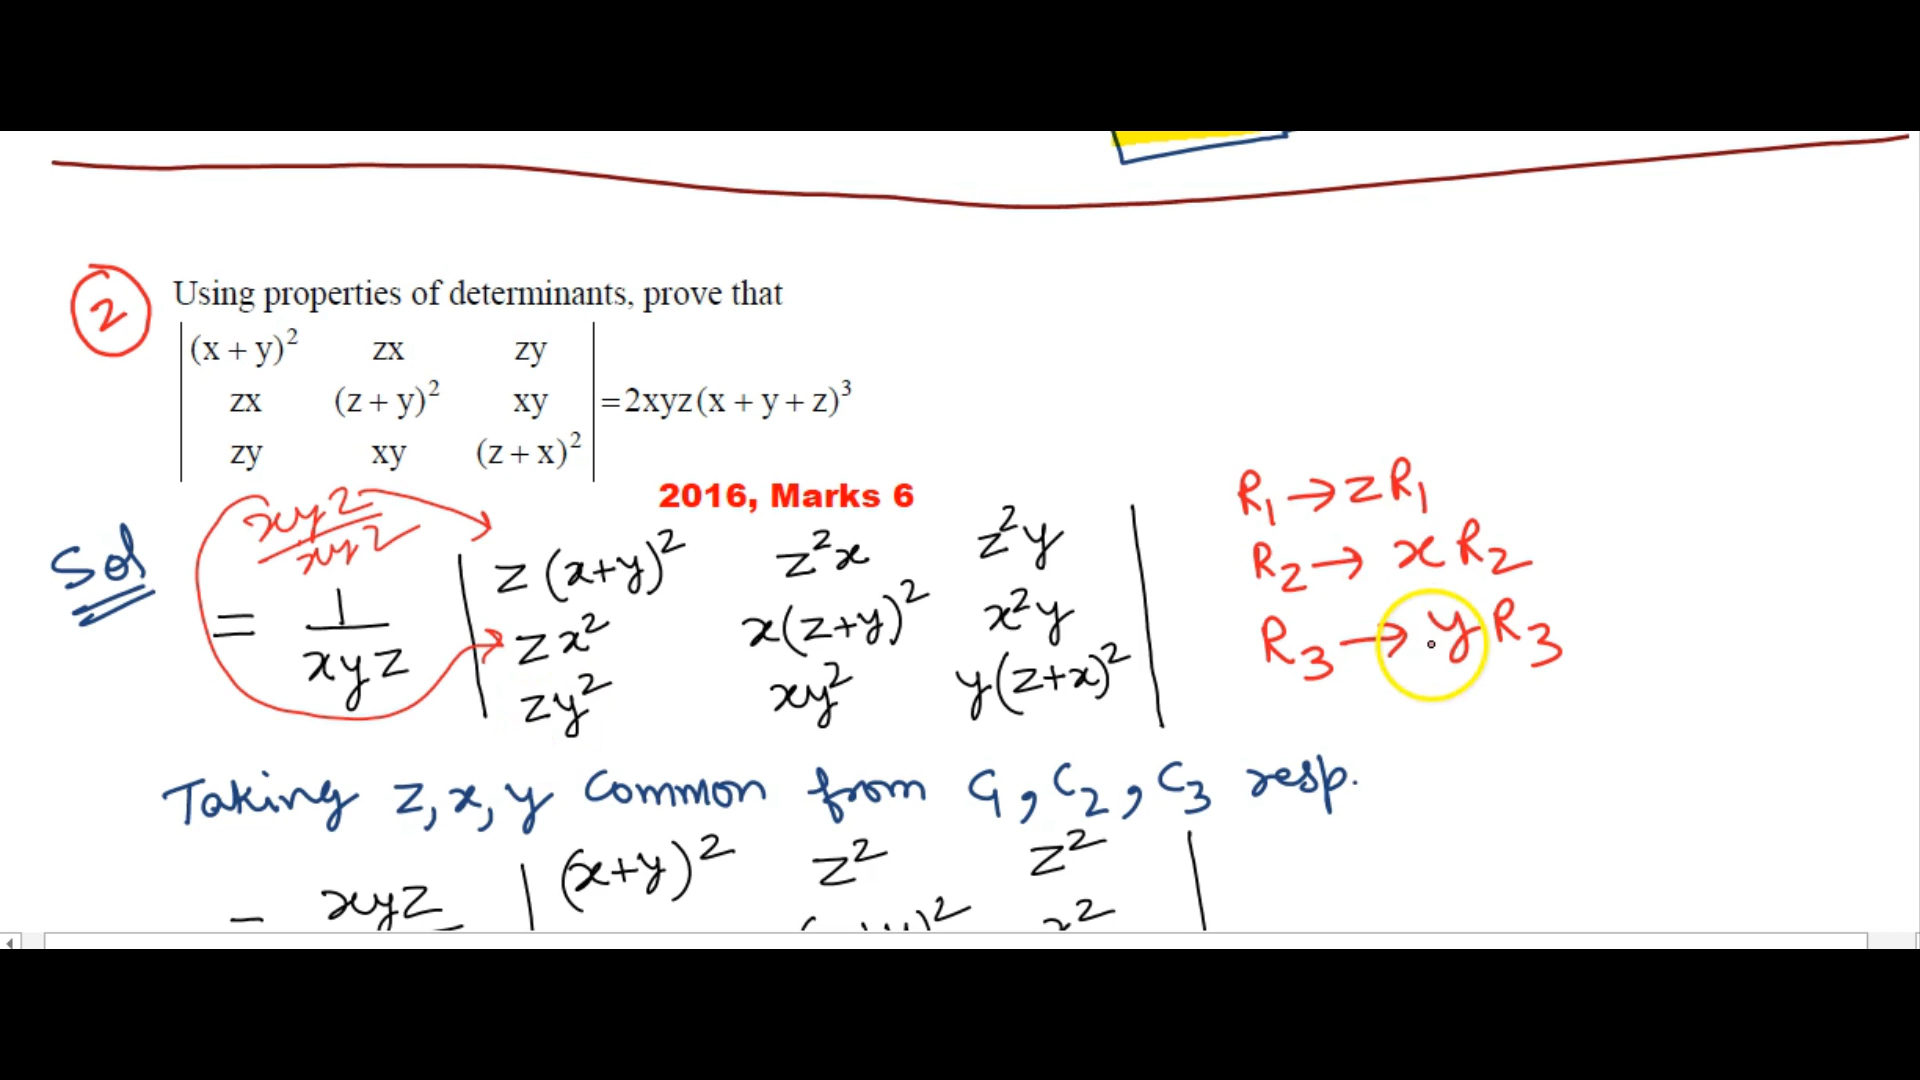 2
Using properties of determinants, prove that
(x + y)² zx zy
zx (z + y)² xy = 2xyz(x + y + z)³
zy xy (z + x)²
2016, Marks 6
R₁ → zR₁
R₂ → xR₂
R₃ → yR₃
Sol
xyz
xyz
= 1/xyz | z(x+y)² z²x z²y |
zx² x(z+y)² x²y
zy² xy² y(z+x)²
Taking z, x, y common from C₁, C₂, C₃ resp.
(x+y)² z² z²
= xyz
x²